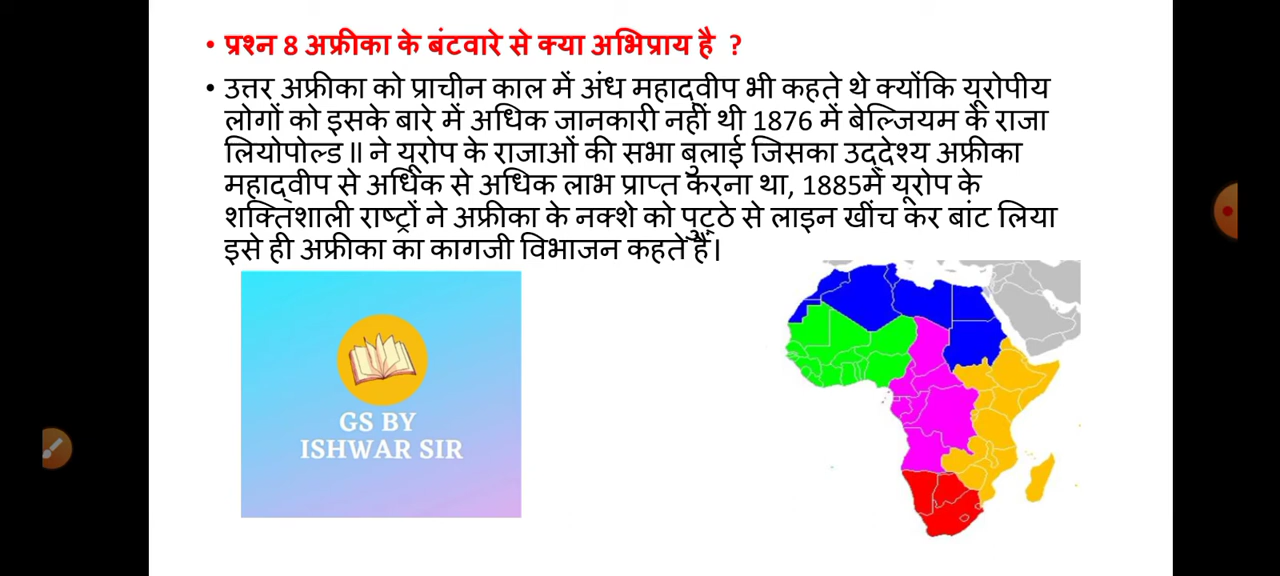 • प्रश्न 8 अफ्रीका के बंटवारे से क्या अभिप्राय है ?
• उत्तर अफ्रीका को प्राचीन काल में अंध महाद्वीप भी कहते थे क्योंकि यूरोपीय
लोगों को इसके बारे में अधिक जानकारी नहीं थी 1876 में बेल्जियम के राजा
लियोपोल्ड II ने यूरोप के राजाओं की सभा बुलाई जिसका उद्देश्य अफ्रीका
महाद्वीप से अधिक से अधिक लाभ प्राप्त करना था, 1885में यूरोप के
शक्तिशाली राष्ट्रों ने अफ्रीका के नक्शे को पुट्ठे से लाइन खींच कर बांट लिया
इसे ही अफ्रीका का कागजी विभाजन कहते हैं।
GS BY
ISHWAR SIR